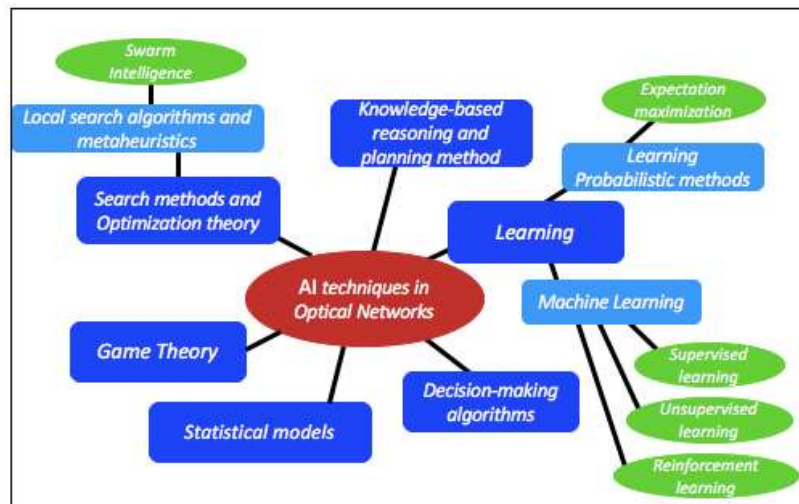 Swarm
Intelligence
Local search algorithms and
metaheuristics
Search methods and
Optimization theory
Knowledge-based
reasoning and
planning method
Expectation
maximization
Learning
Probabilistic methods
Learning
AI techniques in
Optical Networks
Machine Learning
Game Theory
Statistical models
Decision-making
algorithms
Supervised
learning
Unsupervised
learning
Reinforcement
learning